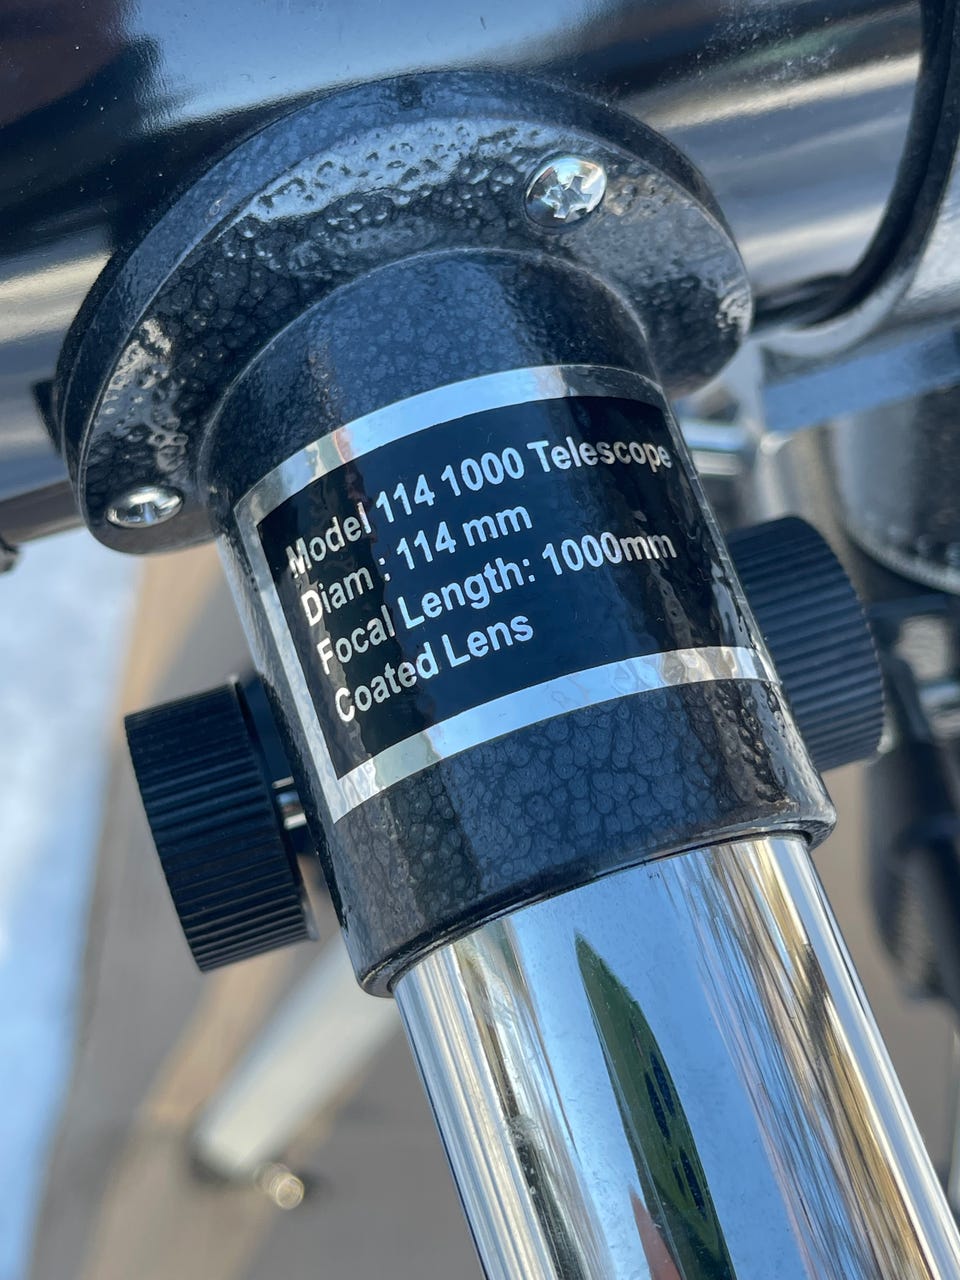 Model 114 1000 Telescope
Diam : 114 mm
Focal Length: 1000mm
Coated Lens